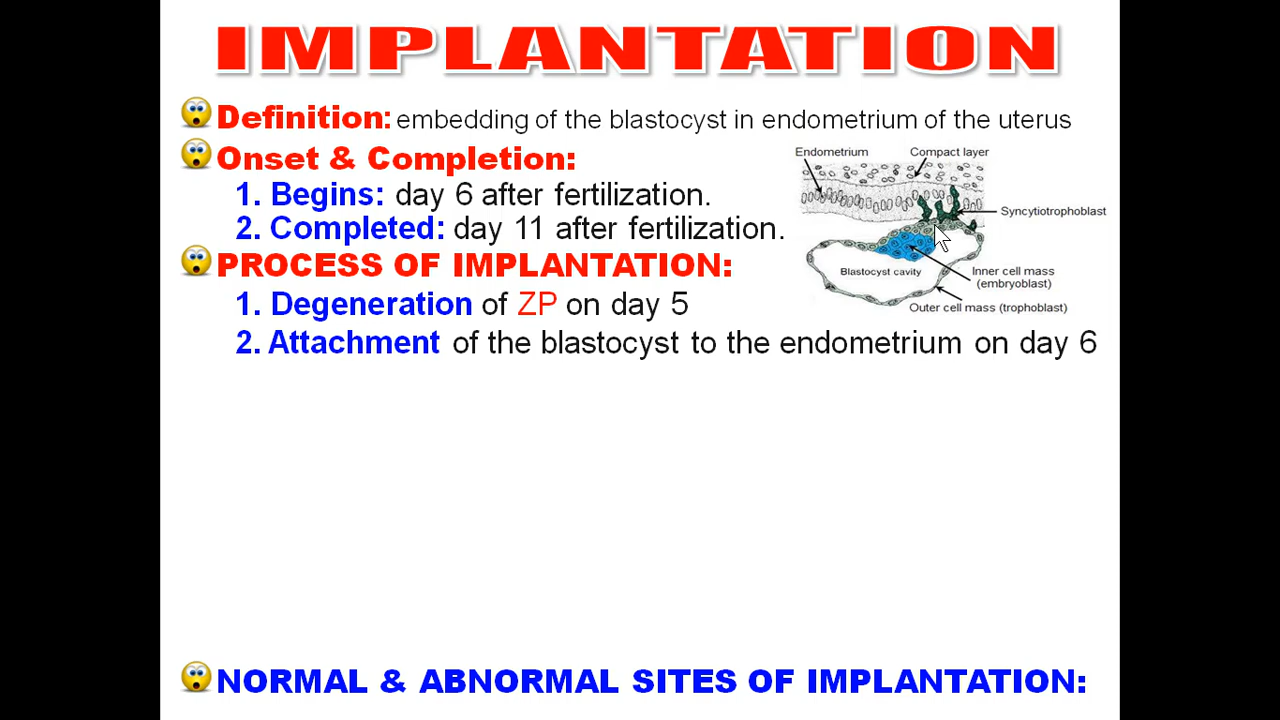 IMPLANTATION
Definition: embedding of the blastocyst in endometrium of the uterus
Onset & Completion:
1. Begins: day 6 after fertilization.
2. Completed: day 11 after fertilization.
PROCESS OF IMPLANTATION:
1. Degeneration of ZP on day 5
2. Attachment of the blastocyst to the endometrium on day 6
Endometrium
Compact layer
Syncytiotrophoblast
Blastocyst cavity
Inner cell mass
(embryoblast)
Outer cell mass (trophoblast)
NORMAL & ABNORMAL SITES OF IMPLANTATION: